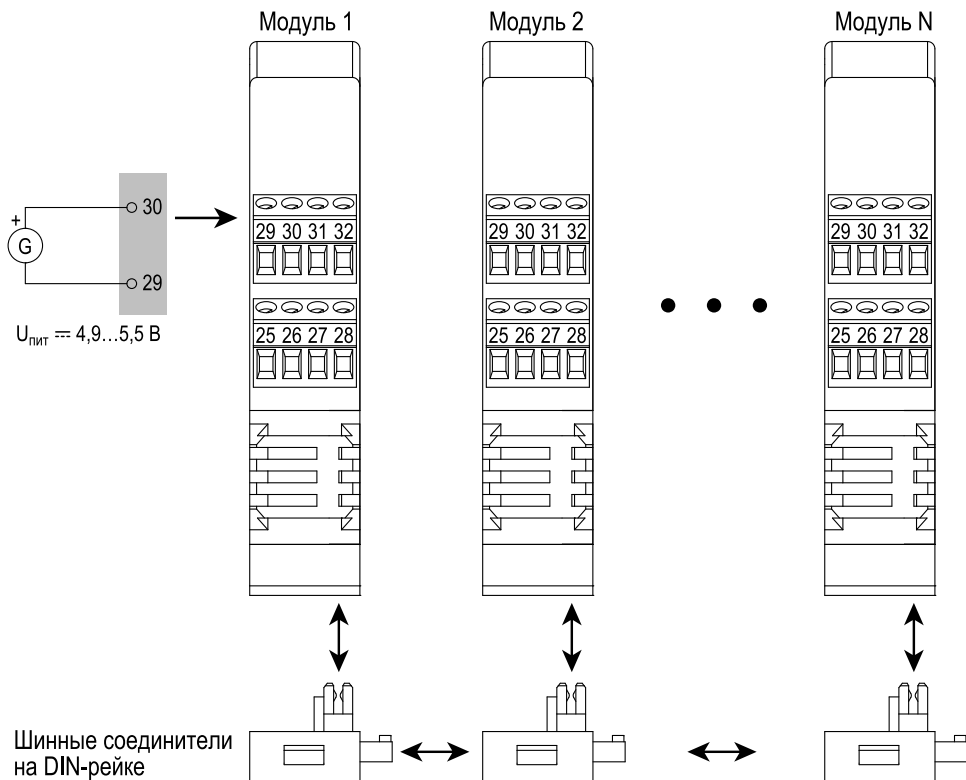 Модуль 1
Модуль 2
Модуль N
30
+
G
29
Uпит ⎓ 4,9...5,5 В
29 30 31 32
29 30 31 32
29 30 31 32
25 26 27 28
25 26 27 28
25 26 27 28
Шинные соединители
на DIN-рейке